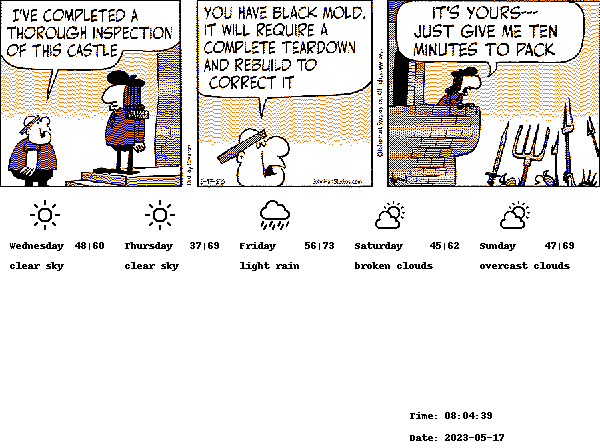 I'VE COMPLETED A
THOROUGH INSPECTION
OF THIS CASTLE
YOU HAVE BLACK MOLD.
IT WILL REQUIRE A
COMPLETE TEARDOWN
AND REBUILD TO
CORRECT IT
IT'S YOURS---
JUST GIVE ME TEN
MINUTES TO PACK
Wednesday 48|60
clear sky
Thursday 37|69
clear sky
Friday 56|73
light rain
Saturday 45|62
broken clouds
Sunday 47|69
overcast clouds
Time: 08:04:39
Date: 2023-05-17